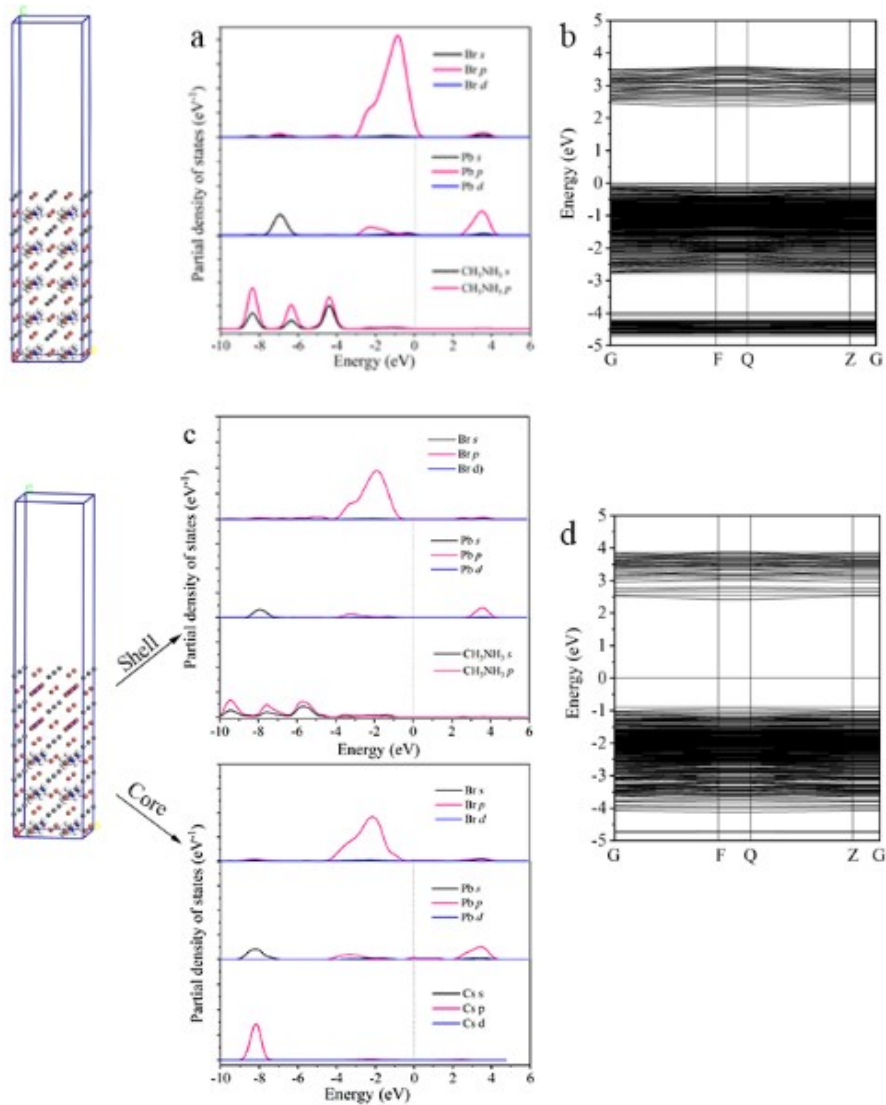 a
Br s
Br p
Br d
Pb s
Pb p
Pb d
CH₃NH₃ s
CH₃NH₃ p
Partial density of states (eV⁻¹)
-10 -8 -6 -4 -2 0 2 4 6
Energy (eV)
b
5
4
3
2
1
0
-1
-2
-3
-4
-5
Energy (eV)
G F Q Z G
Shell
Core
c
Br s
Br p
Br d)
Pb s
Pb p
Pb d
CH₃NH₃ s
CH₃NH₃ p
Partial density of states (eV⁻¹)
-10 -8 -6 -4 -2 0 2 4 6
Energy (eV)
Br s
Br p
Br d
Pb s
Pb p
Pb d
Cs s
Cs p
Cs d
Partial density of states (eV⁻¹)
-10 -8 -6 -4 -2 0 2 4 6
Energy (eV)
d
5
4
3
2
1
0
-1
-2
-3
-4
-5
Energy (eV)
G F Q Z G